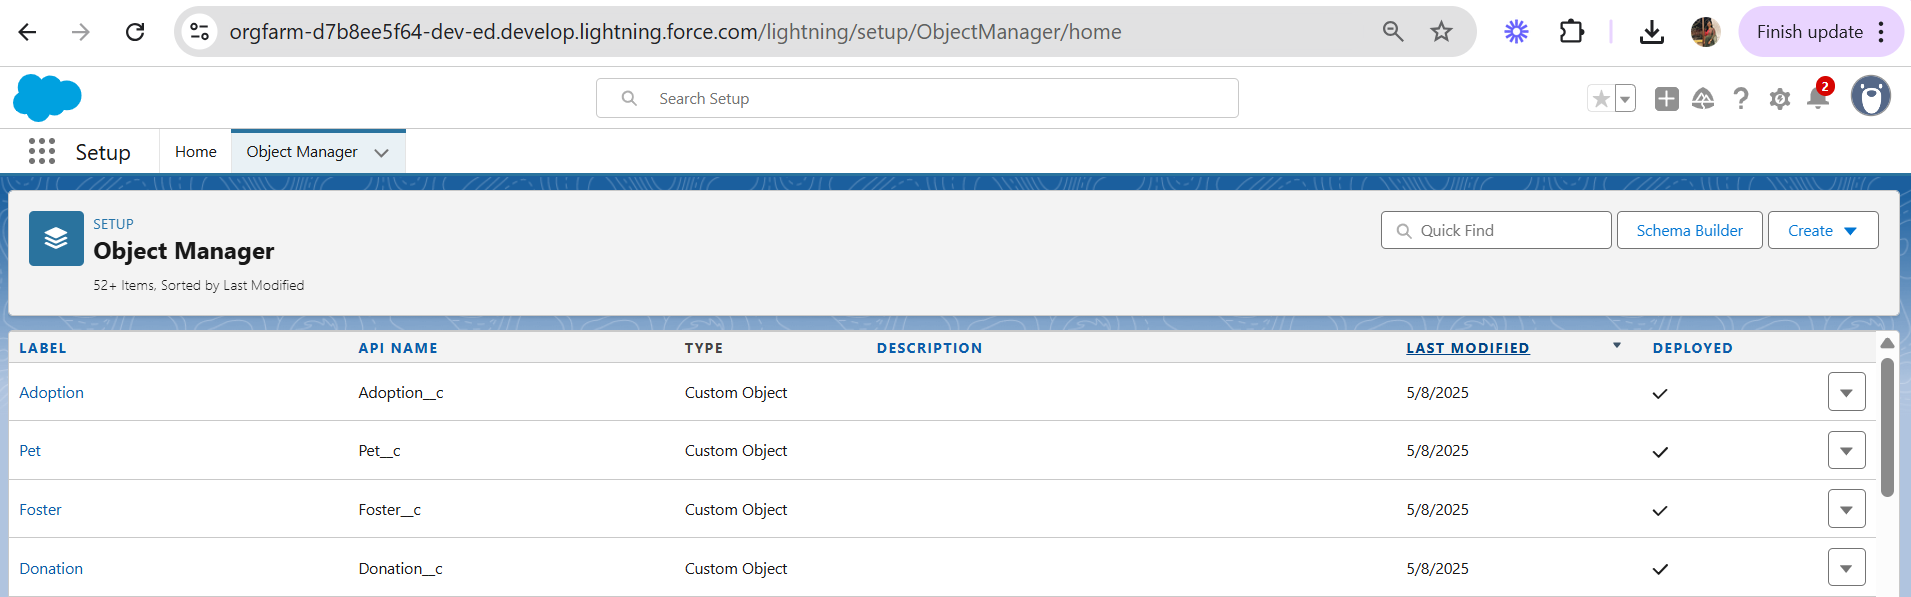 orgfarm-d7b8ee5f64-dev-ed.develop.lightning.force.com/lightning/setup/ObjectManager/home
Finish update
Search Setup
2
Setup
Home
Object Manager
SETUP
Object Manager
52+ Items, Sorted by Last Modified
Quick Find
Schema Builder
Create
LABEL API NAME TYPE DESCRIPTION LAST MODIFIED DEPLOYED
Adoption Adoption__c Custom Object 5/8/2025
Pet Pet__c Custom Object 5/8/2025
Foster Foster__c Custom Object 5/8/2025
Donation Donation__c Custom Object 5/8/2025